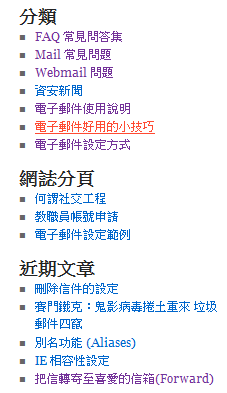 分類
FAQ 常見問答集
Mail 常見問題
Webmail 問題
資安新聞
電子郵件使用說明
電子郵件好用的小技巧
電子郵件設定方式
網誌分頁
何謂社交工程
教職員帳號申請
電子郵件設定範例
近期文章
刪除信件的設定
賽門鐵克：鬼影病毒捲土重來 垃圾
郵件四竄
別名功能 (Aliases)
IE 相容性設定
把信轉寄至喜愛的信箱(Forward)